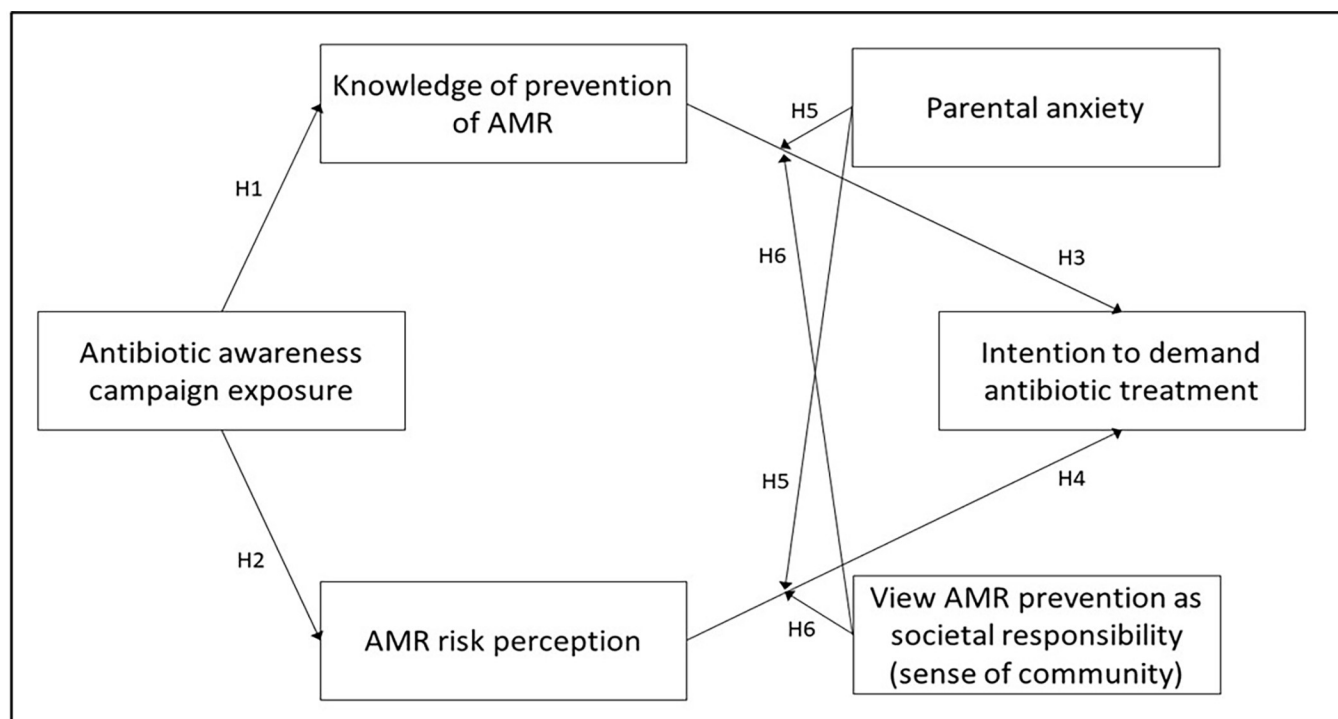 Knowledge of prevention
of AMR
Parental anxiety
H5
H1
H6
H3
Antibiotic awareness
campaign exposure
Intention to demand
antibiotic treatment
H5
H4
H2
AMR risk perception
H6
View AMR prevention as
societal responsibility
(sense of community)